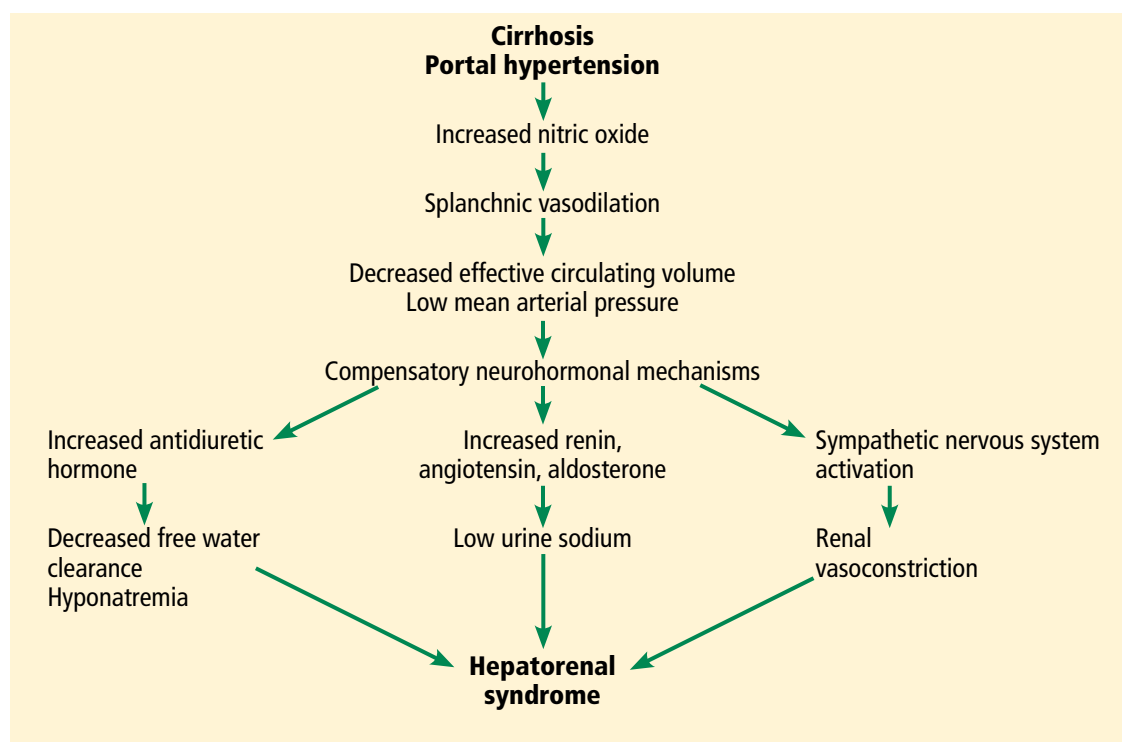 Cirrhosis
Portal hypertension
Increased nitric oxide
Splanchnic vasodilation
Decreased effective circulating volume
Low mean arterial pressure
Compensatory neurohormonal mechanisms
Increased antidiuretic
hormone
Increased renin,
angiotensin, aldosterone
Sympathetic nervous system
activation
Decreased free water
clearance
Hyponatremia
Low urine sodium
Renal
vasoconstriction
Hepatorenal
syndrome